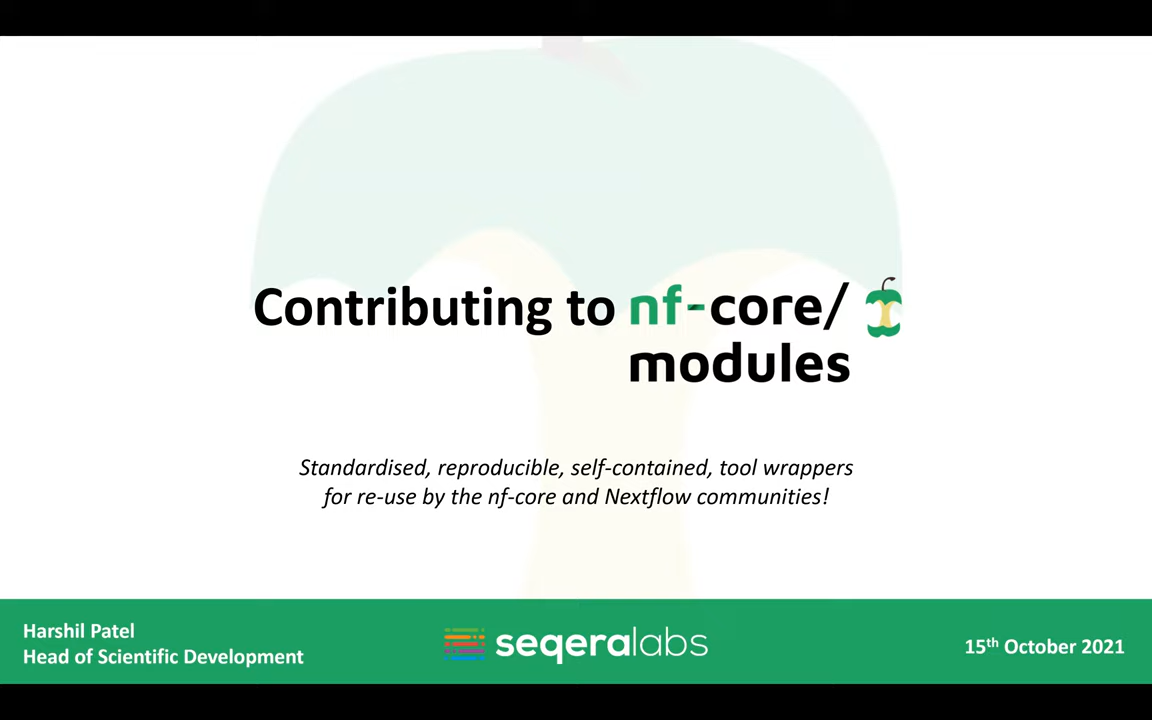 Contributing to nf-core/
modules
Standardised, reproducible, self-contained, tool wrappers
for re-use by the nf-core and Nextflow communities!
Harshil Patel
Head of Scientific Development
seqeralabs
15th October 2021